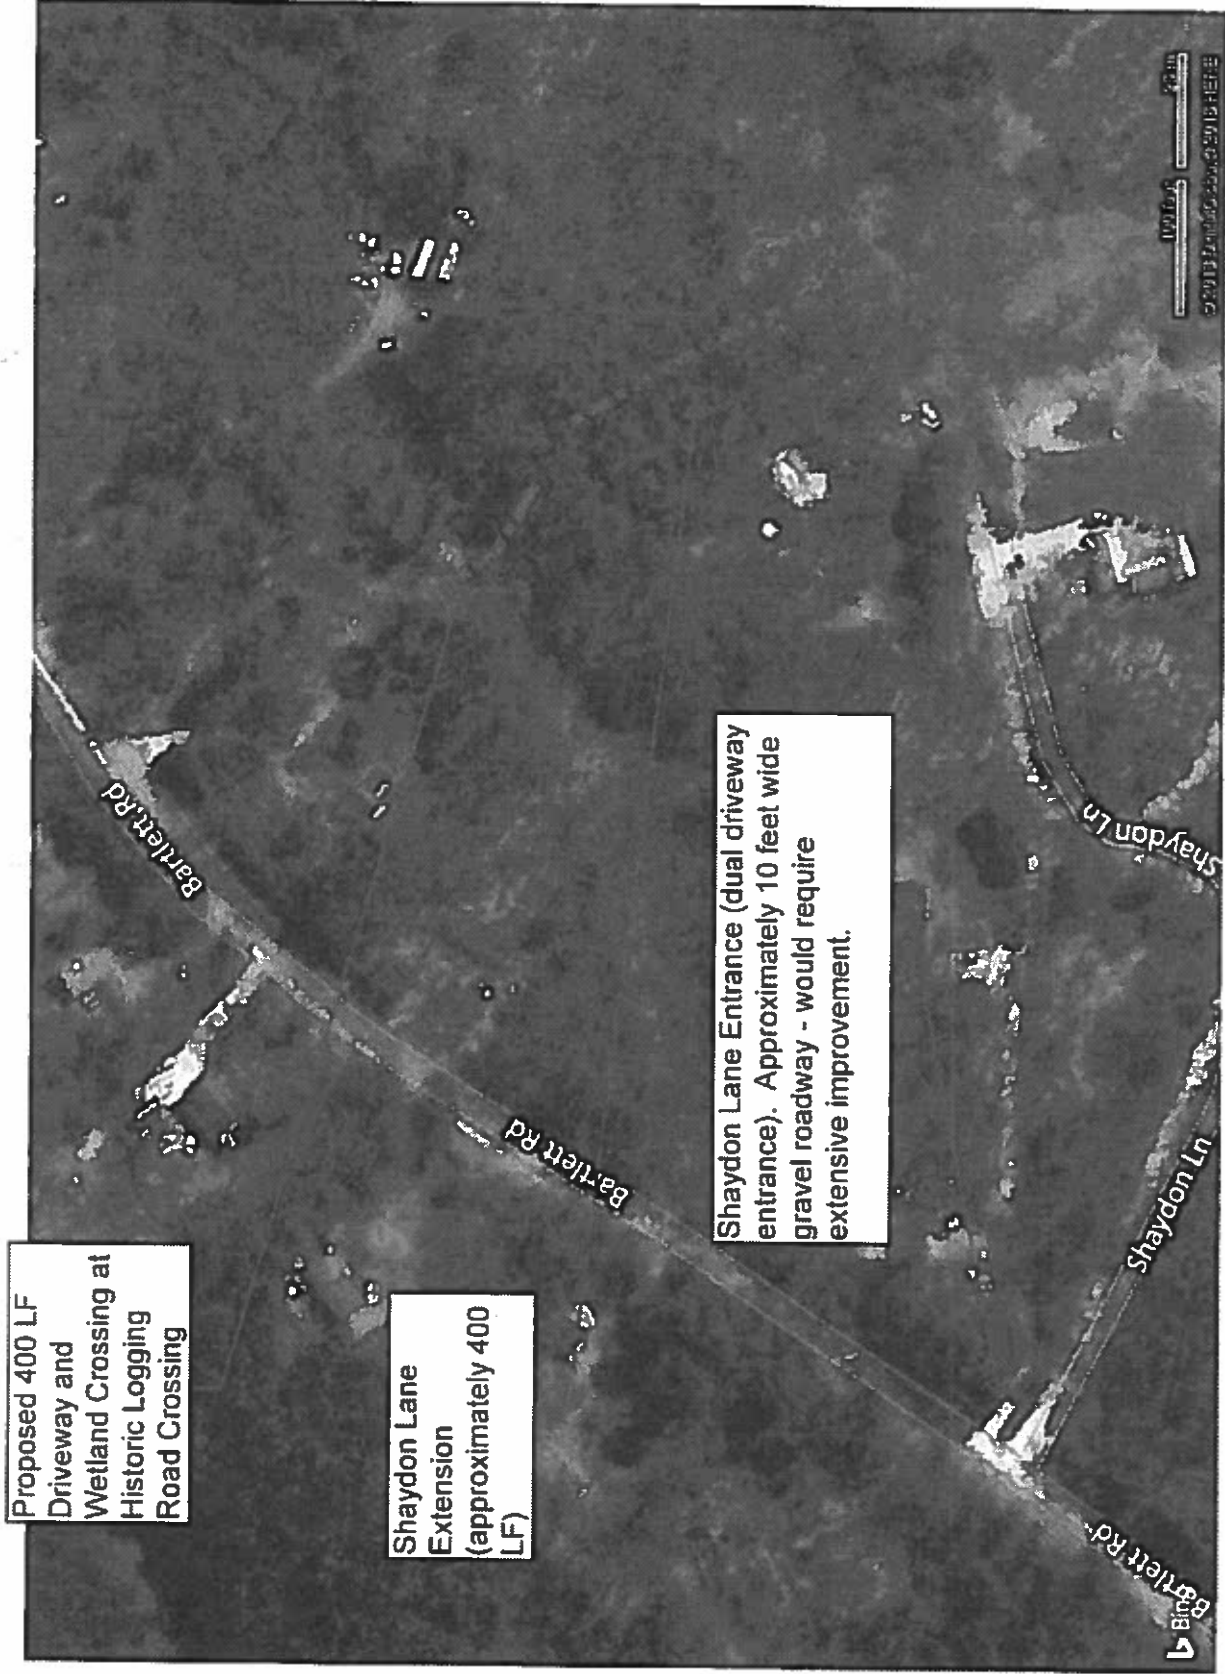 Proposed 400 LF
Driveway and
Wetland Crossing at
Historic Logging
Road Crossing
Shaydon Lane
Extension
(approximately 400
LF)
Shaydon Lane Entrance (dual driveway
entrance). Approximately 10 feet wide
gravel roadway - would require
extensive improvement.
Bartlett Rd
Bartlett Rd
Bartlett Rd
Shaydon Ln
Shaydon Ln
Bing
100 feet